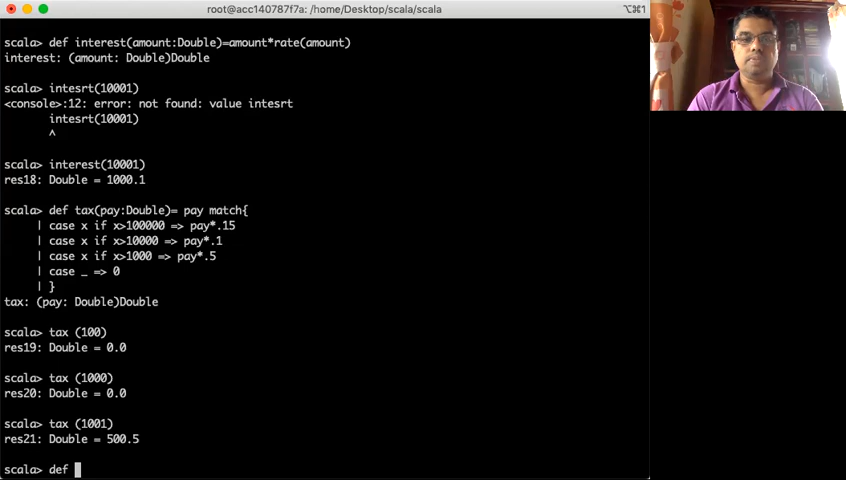 root@acc140787f7a: /home/Desktop/scala/scala
⌥⌘1
scala> def interest(amount:Double)=amount*rate(amount)
interest: (amount: Double)Double
scala> intesrt(10001)
<console>:12: error: not found: value intesrt
intesrt(10001)
^
scala> interest(10001)
res18: Double = 1000.1
scala> def tax(pay:Double)= pay match{
| case x if x>100000 => pay*.15
| case x if x>10000 => pay*.1
| case x if x>1000 => pay*.5
| case _ => 0
| }
tax: (pay: Double)Double
scala> tax (100)
res19: Double = 0.0
scala> tax (1000)
res20: Double = 0.0
scala> tax (1001)
res21: Double = 500.5
scala> def